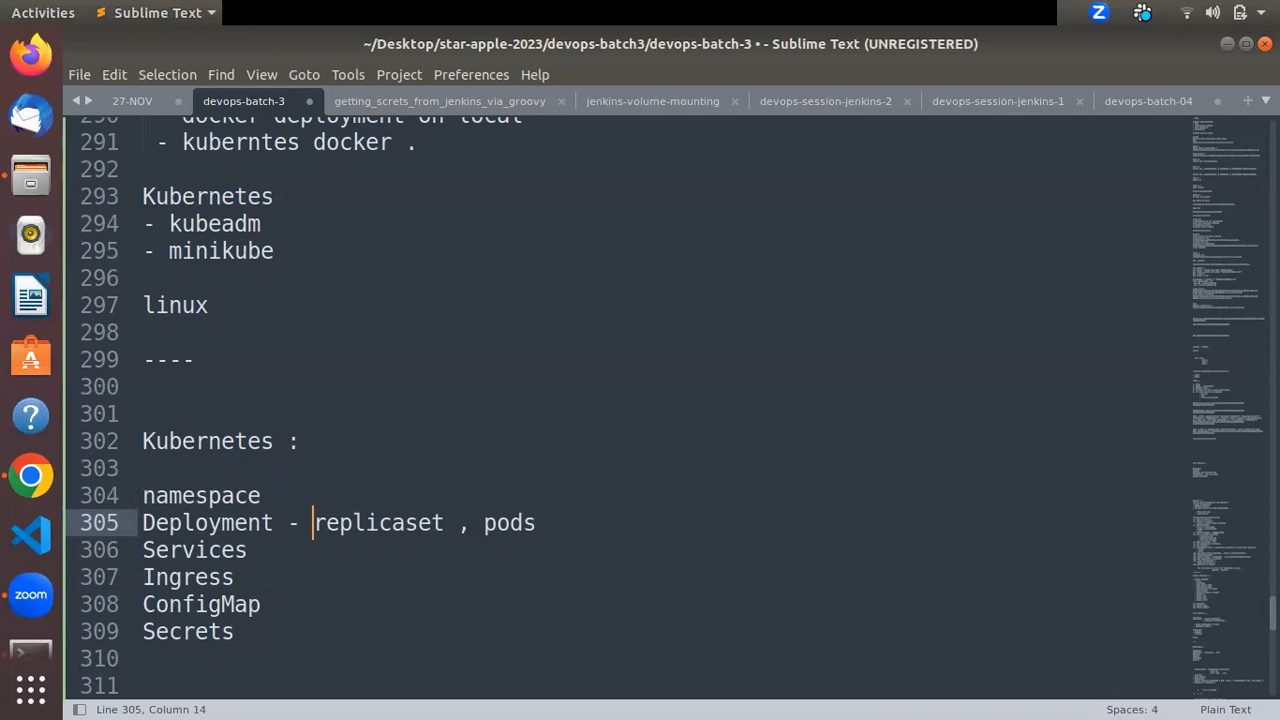 Activities Sublime Text
~/Desktop/star-apple-2023/devops-batch3/devops-batch-3 • - Sublime Text (UNREGISTERED)
File Edit Selection Find View Goto Tools Project Preferences Help
27-NOV devops-batch-3 getting_screts_from_jenkins_via_groovy jenkins-volume-mounting devops-session-jenkins-2 devops-session-jenkins-1 devops-batch-04
290 - docker deployment on local
291 - kuberntes docker .
292
293 Kubernetes
294 - kubeadm
295 - minikube
296
297 linux
298
299 ----
300
301
302 Kubernetes :
303
304 namespace
305 Deployment - replicaset , pods
306 Services
307 Ingress
308 ConfigMap
309 Secrets
310
311
zoom
Line 305, Column 14 Spaces: 4 Plain Text